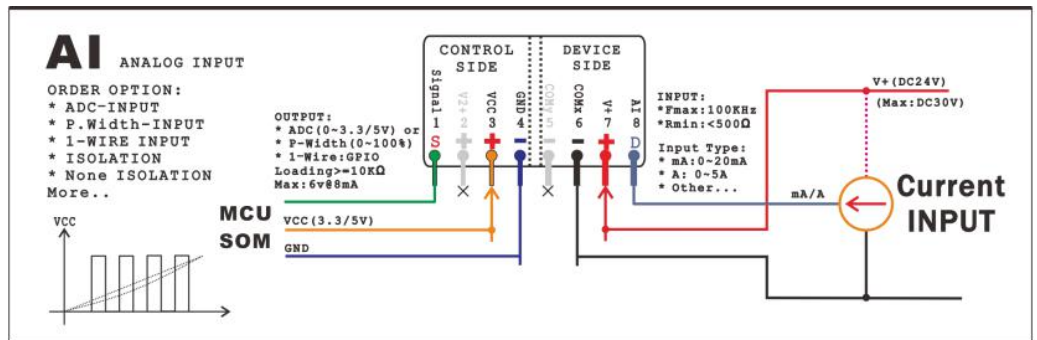 AI ANALOG INPUT
ORDER OPTION:
* ADC-INPUT
* P.Width-INPUT
* 1-WIRE INPUT
* ISOLATION
* None ISOLATION
More..
VCC
OUTPUT:
* ADC(0~3.3/5V) or
* P-Width(0~100%)
* 1-Wire:GPIO
Loading>=10KΩ
Max:6v@8mA
MCU
SOM
VCC(3.3/5V)
GND
CONTROL SIDE
DEVICE SIDE
Signal 1
V2+ 2
VCC 3
GND 4
COMx 5
COMx 6
V+ 7
AI 8
S
D
INPUT:
*Fmax:100KHz
*Rmin:<500Ω
Input Type:
* mA:0~20mA
* A: 0~5A
* Other...
mA/A
V+(DC24V)
(Max:DC30V)
Current
INPUT